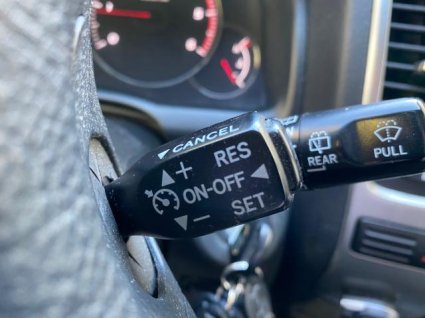 CANCEL
+ RES
ON-OFF
- SET
REAR
PULL